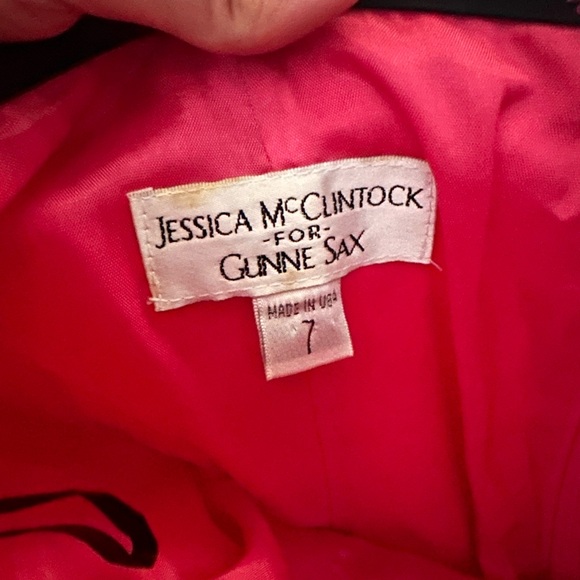 JESSICA McCLINTOCK
-FOR-
GUNNE SAX
MADE IN USA
7